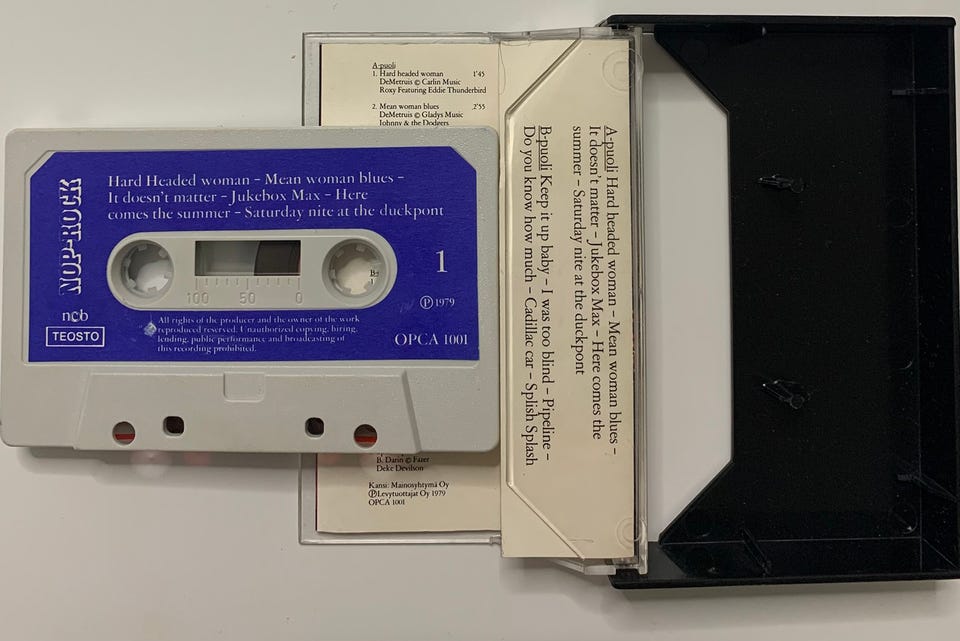 NOP-ROCK
Hard Headed woman – Mean woman blues –
It doesn't matter – Jukebox Max – Here
comes the summer – Saturday nite at the duckpont
1
B-
1
100 50 0
ncb
TEOSTO
Ⓟ 1979
All rights of the producer and the owner of the work
reproduced reserved. Unauthorized copying, hiring,
lending, public performance and broadcasting of
this recording prohibited.
OPCA 1001
A-puoli
1. Hard headed woman 1'45
DeMetruis © Carlin Music
Roxy Featuring Eddie Thunderbird
2. Mean woman blues 2'55
DeMetruis © Gladys Music
Johnny & the Dodgers
B. Darin © Fazer
Deke Devilson
Kansi: Mainosyhtymä Oy
ⓅLevytuottajat Oy 1979
OPCA 1001
A-puoli Hard headed woman – Mean woman blues –
It doesn't matter – Jukebox Max – Here comes the
summer – Saturday nite at the duckpont
B-puoli Keep it up baby – I was too blind – Pipeline –
Do you know how much – Cadillac car – Splish Splash